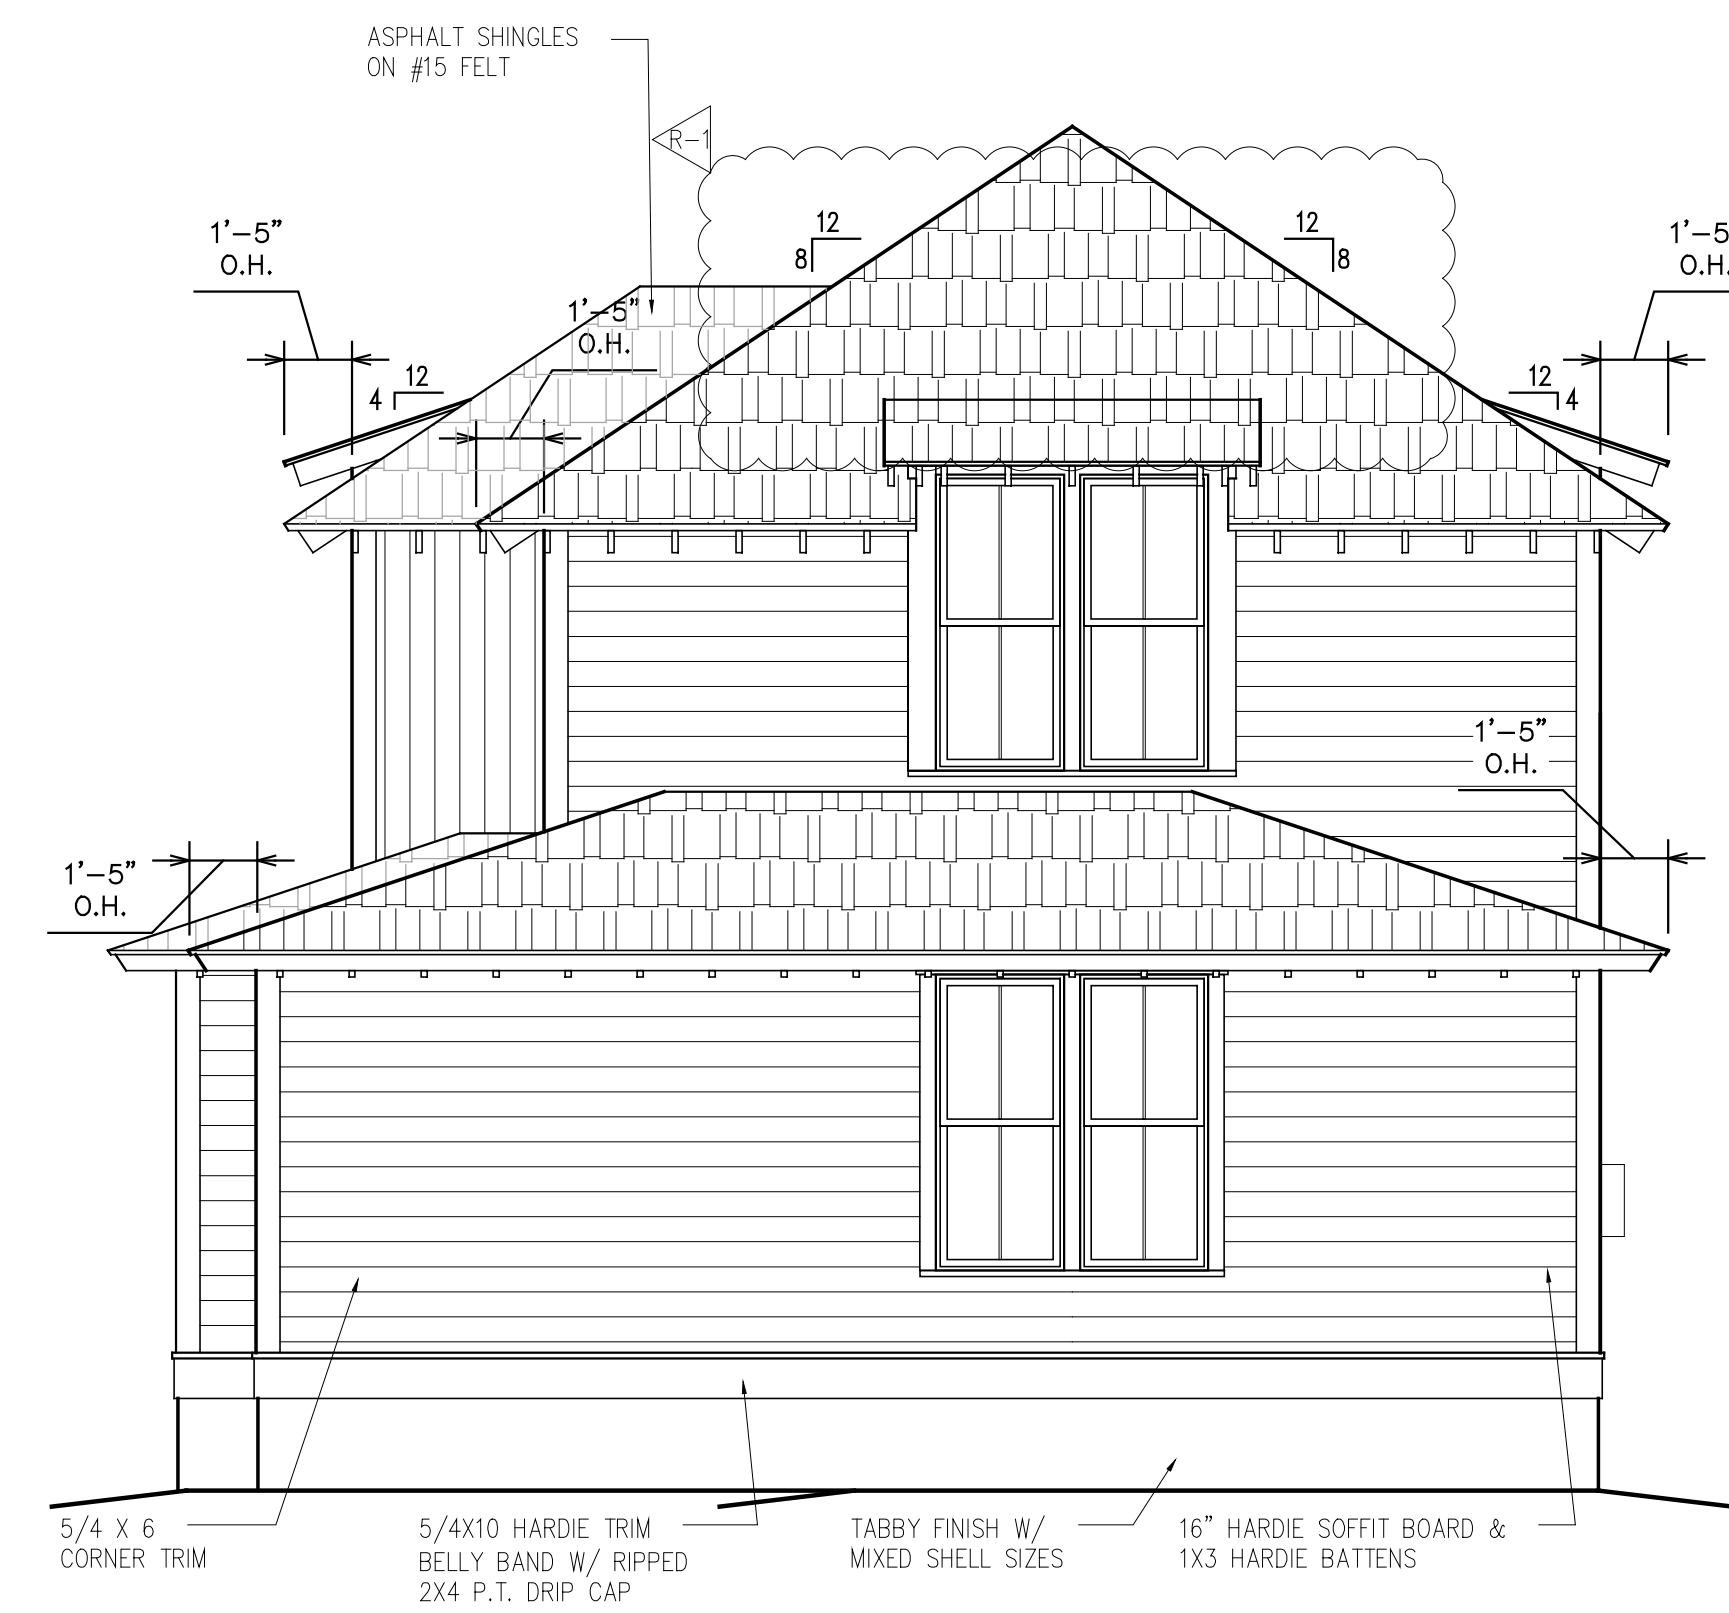 ASPHALT SHINGLES
ON #15 FELT
R-1
12
8
12
8
1'-5"
O.H.
1'-5
O.H.
1'-5"
O.H.
12
4
12
4
1'-5"
O.H.
1'-5"
O.H.
5/4 X 6
CORNER TRIM
5/4X10 HARDIE TRIM
BELLY BAND W/ RIPPED
2X4 P.T. DRIP CAP
TABBY FINISH W/
MIXED SHELL SIZES
16" HARDIE SOFFIT BOARD &
1X3 HARDIE BATTENS